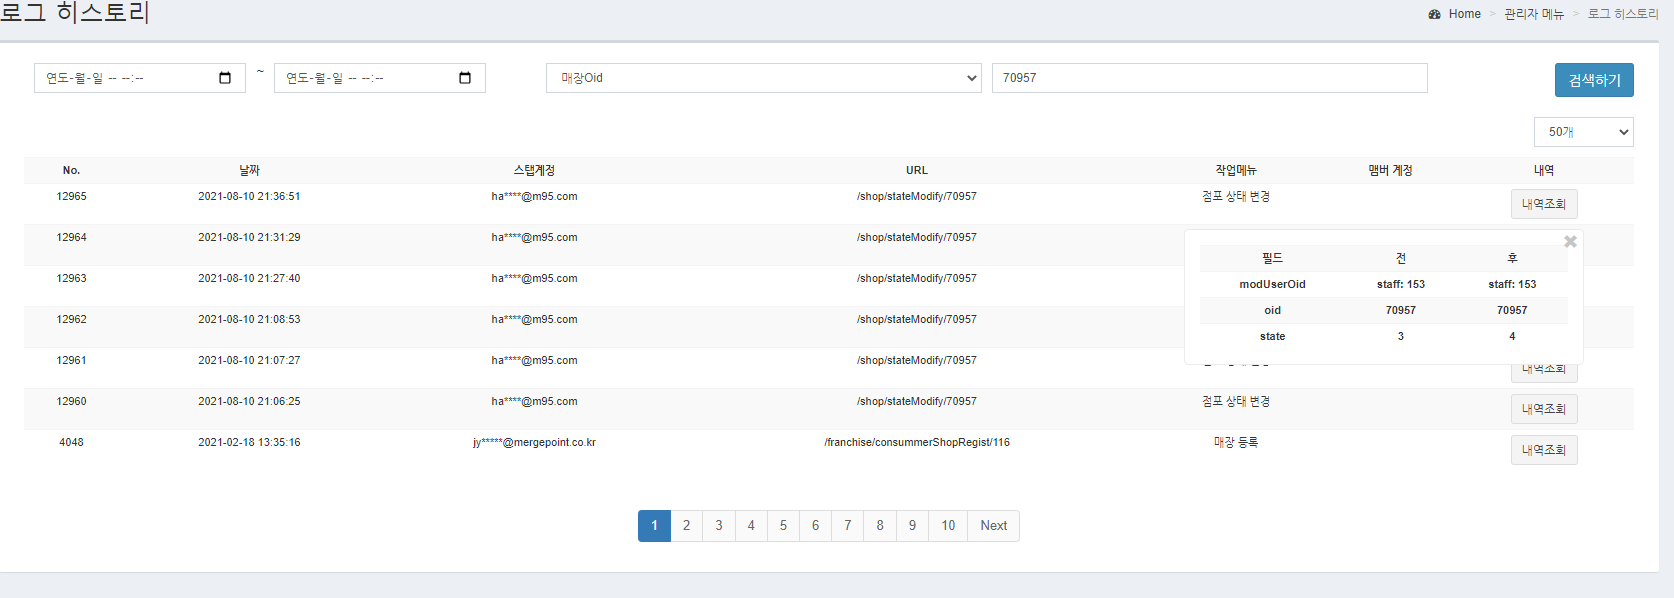 로그 히스토리
Home > 관리자 메뉴 > 로그 히스토리
연도-월-일 -- --:-- ~ 연도-월-일 -- --:-- 매장Oid 70957 검색하기
50개
No. 날짜 스탭계정 URL 작업메뉴 맴버 계정 내역
12965 2021-08-10 21:36:51 ha****@m95.com /shop/stateModify/70957 점포 상태 변경 내역조회
12964 2021-08-10 21:31:29 ha****@m95.com /shop/stateModify/70957
12963 2021-08-10 21:27:40 ha****@m95.com /shop/stateModify/70957
12962 2021-08-10 21:08:53 ha****@m95.com /shop/stateModify/70957
12961 2021-08-10 21:07:27 ha****@m95.com /shop/stateModify/70957 내역조회
12960 2021-08-10 21:06:25 ha****@m95.com /shop/stateModify/70957 점포 상태 변경 내역조회
4048 2021-02-18 13:35:16 jy*****@mergepoint.co.kr /franchise/consummerShopRegist/116 매장 등록 내역조회
필드 전 후
modUserOid staff: 153 staff: 153
oid 70957 70957
state 3 4
1 2 3 4 5 6 7 8 9 10 Next